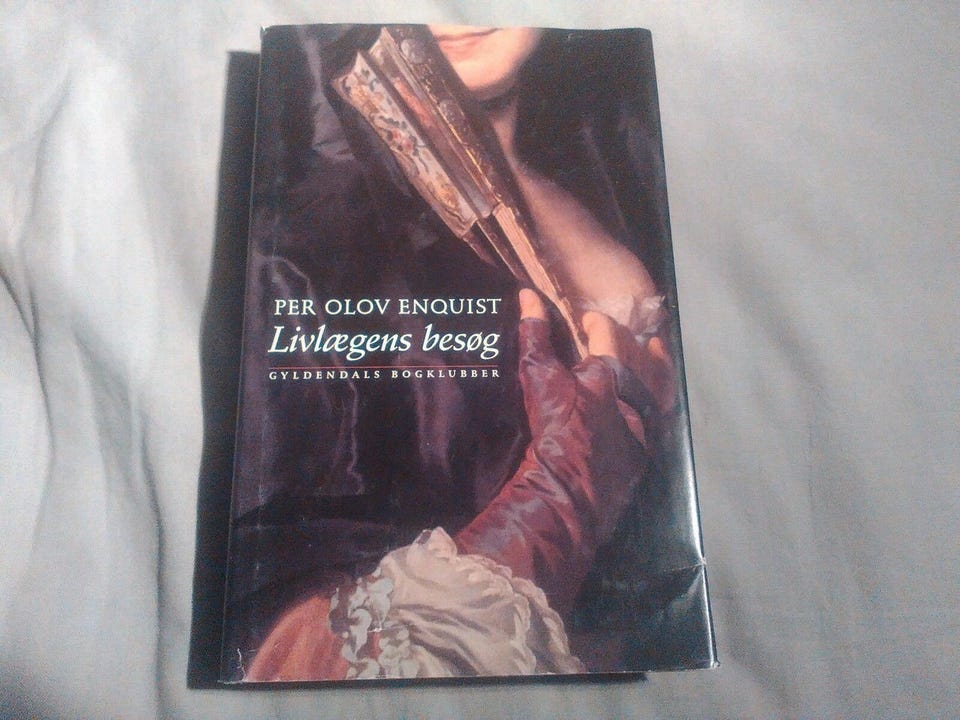 PER OLOV ENQUIST
Livlægens besøg
GYLDENDALS BOGKLUBBER